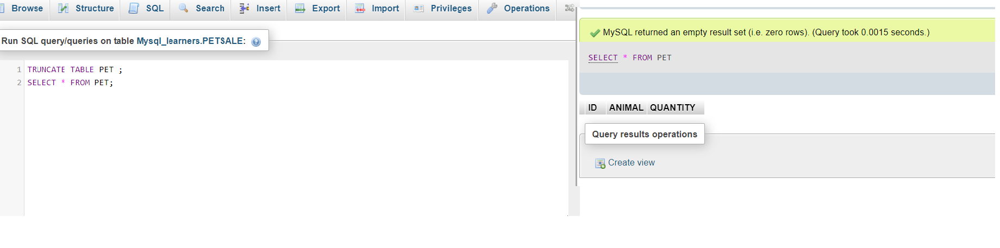 Browse Structure SQL Search Insert Export Import Privileges Operations
Run SQL query/queries on table Mysql_learners.PETSALE:
1 TRUNCATE TABLE PET ;
2 SELECT * FROM PET;
MySQL returned an empty result set (i.e. zero rows). (Query took 0.0015 seconds.)
SELECT * FROM PET
ID ANIMAL QUANTITY
Query results operations
Create view